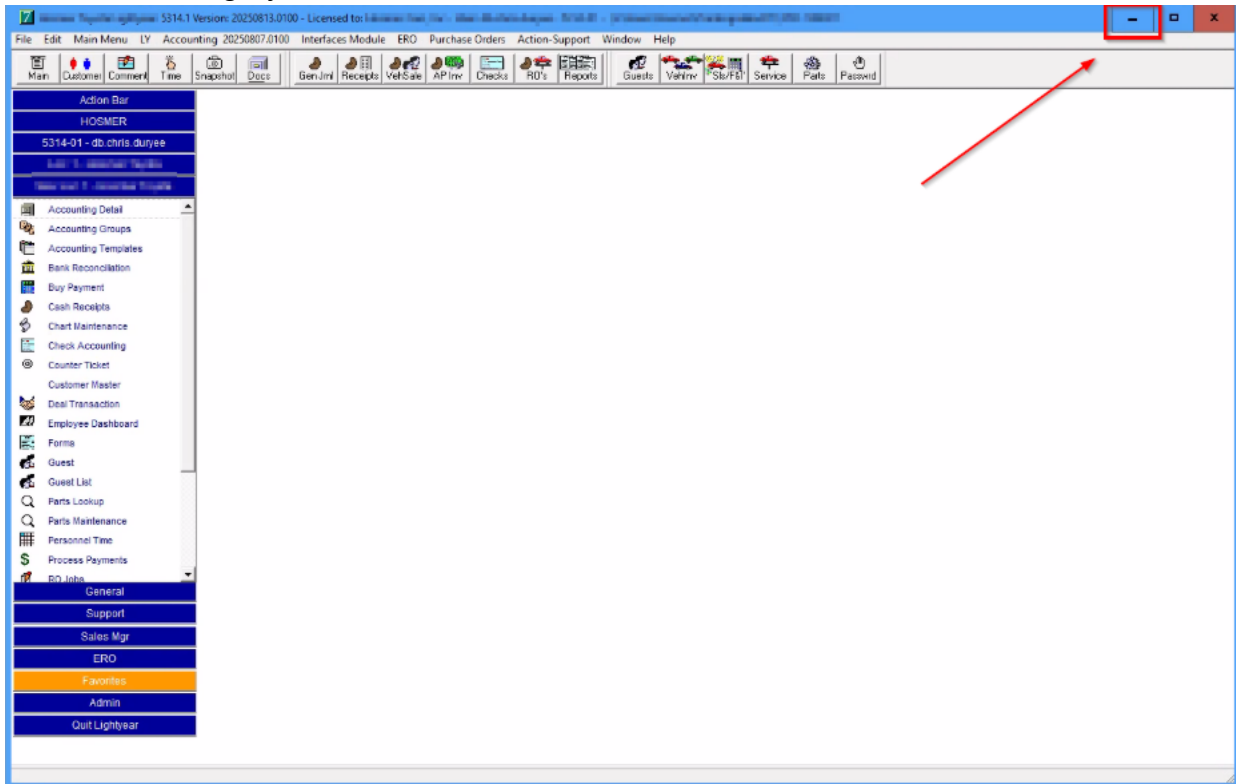 5314.1 Version: 20250813.0100 - Licensed to:
File Edit Main Menu LY Accounting 20250807.0100 Interfaces Module ERO Purchase Orders Action-Support Window Help
Main Customer Comment Time Snapshot Docs Gen Jrnl Receipts VehSale AP Inv Checks RO's Reports Guests VehInv Sls/F&I Service Parts Passwrd
Action Bar
HOSMER
5314-01 - db.chris.duryee
Accounting Detail
Accounting Groups
Accounting Templates
Bank Reconciliation
Buy Payment
Cash Receipts
Chart Maintenance
Check Accounting
Counter Ticket
Customer Master
Deal Transaction
Employee Dashboard
Forms
Guest
Guest List
Parts Lookup
Parts Maintenance
Personnel Time
Process Payments
RO Jobs
General
Support
Sales Mgr
ERO
Favorites
Admin
Quit Lightyear